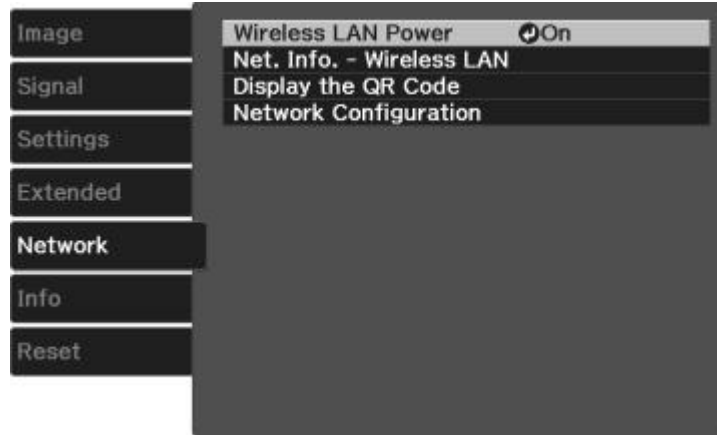 Image
Signal
Settings
Extended
Network
Info
Reset
Wireless LAN Power On
Net. Info. - Wireless LAN
Display the QR Code
Network Configuration